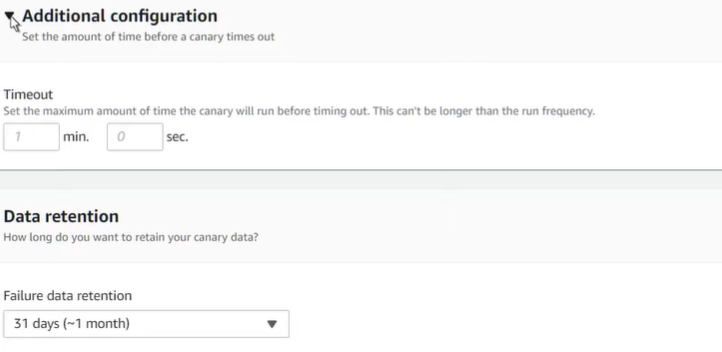 Additional configuration
Set the amount of time before a canary times out
Timeout
Set the maximum amount of time the canary will run before timing out. This can't be longer than the run frequency.
1 min. 0 sec.
Data retention
How long do you want to retain your canary data?
Failure data retention
31 days (~1 month)